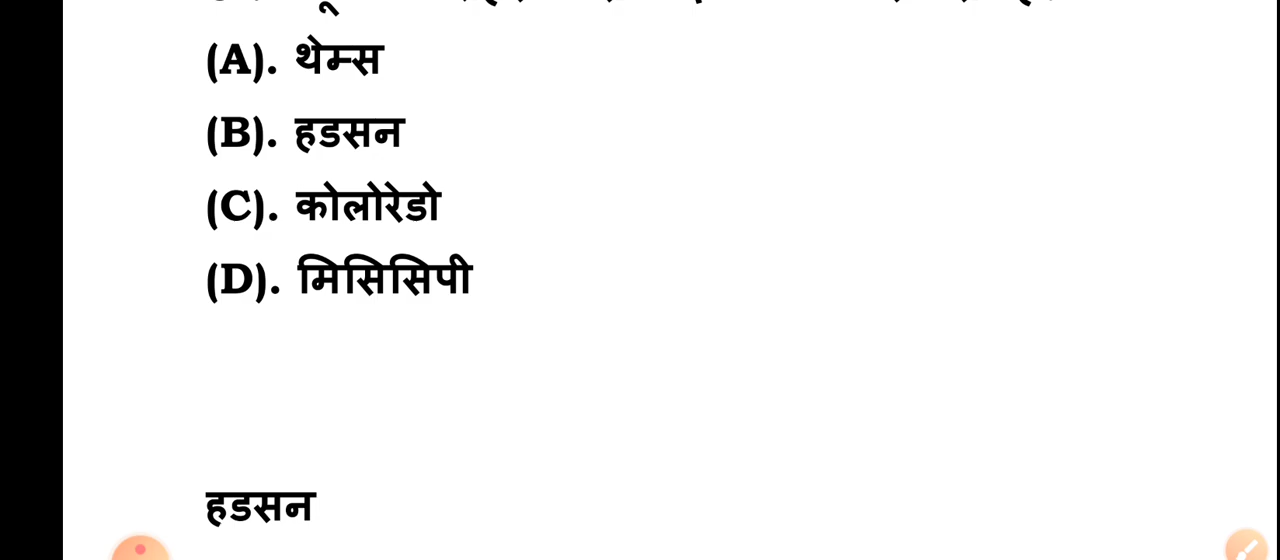 (A). थेम्स
(B). हडसन
(C). कोलोरेडो
(D). मिसिसिपी
हडसन